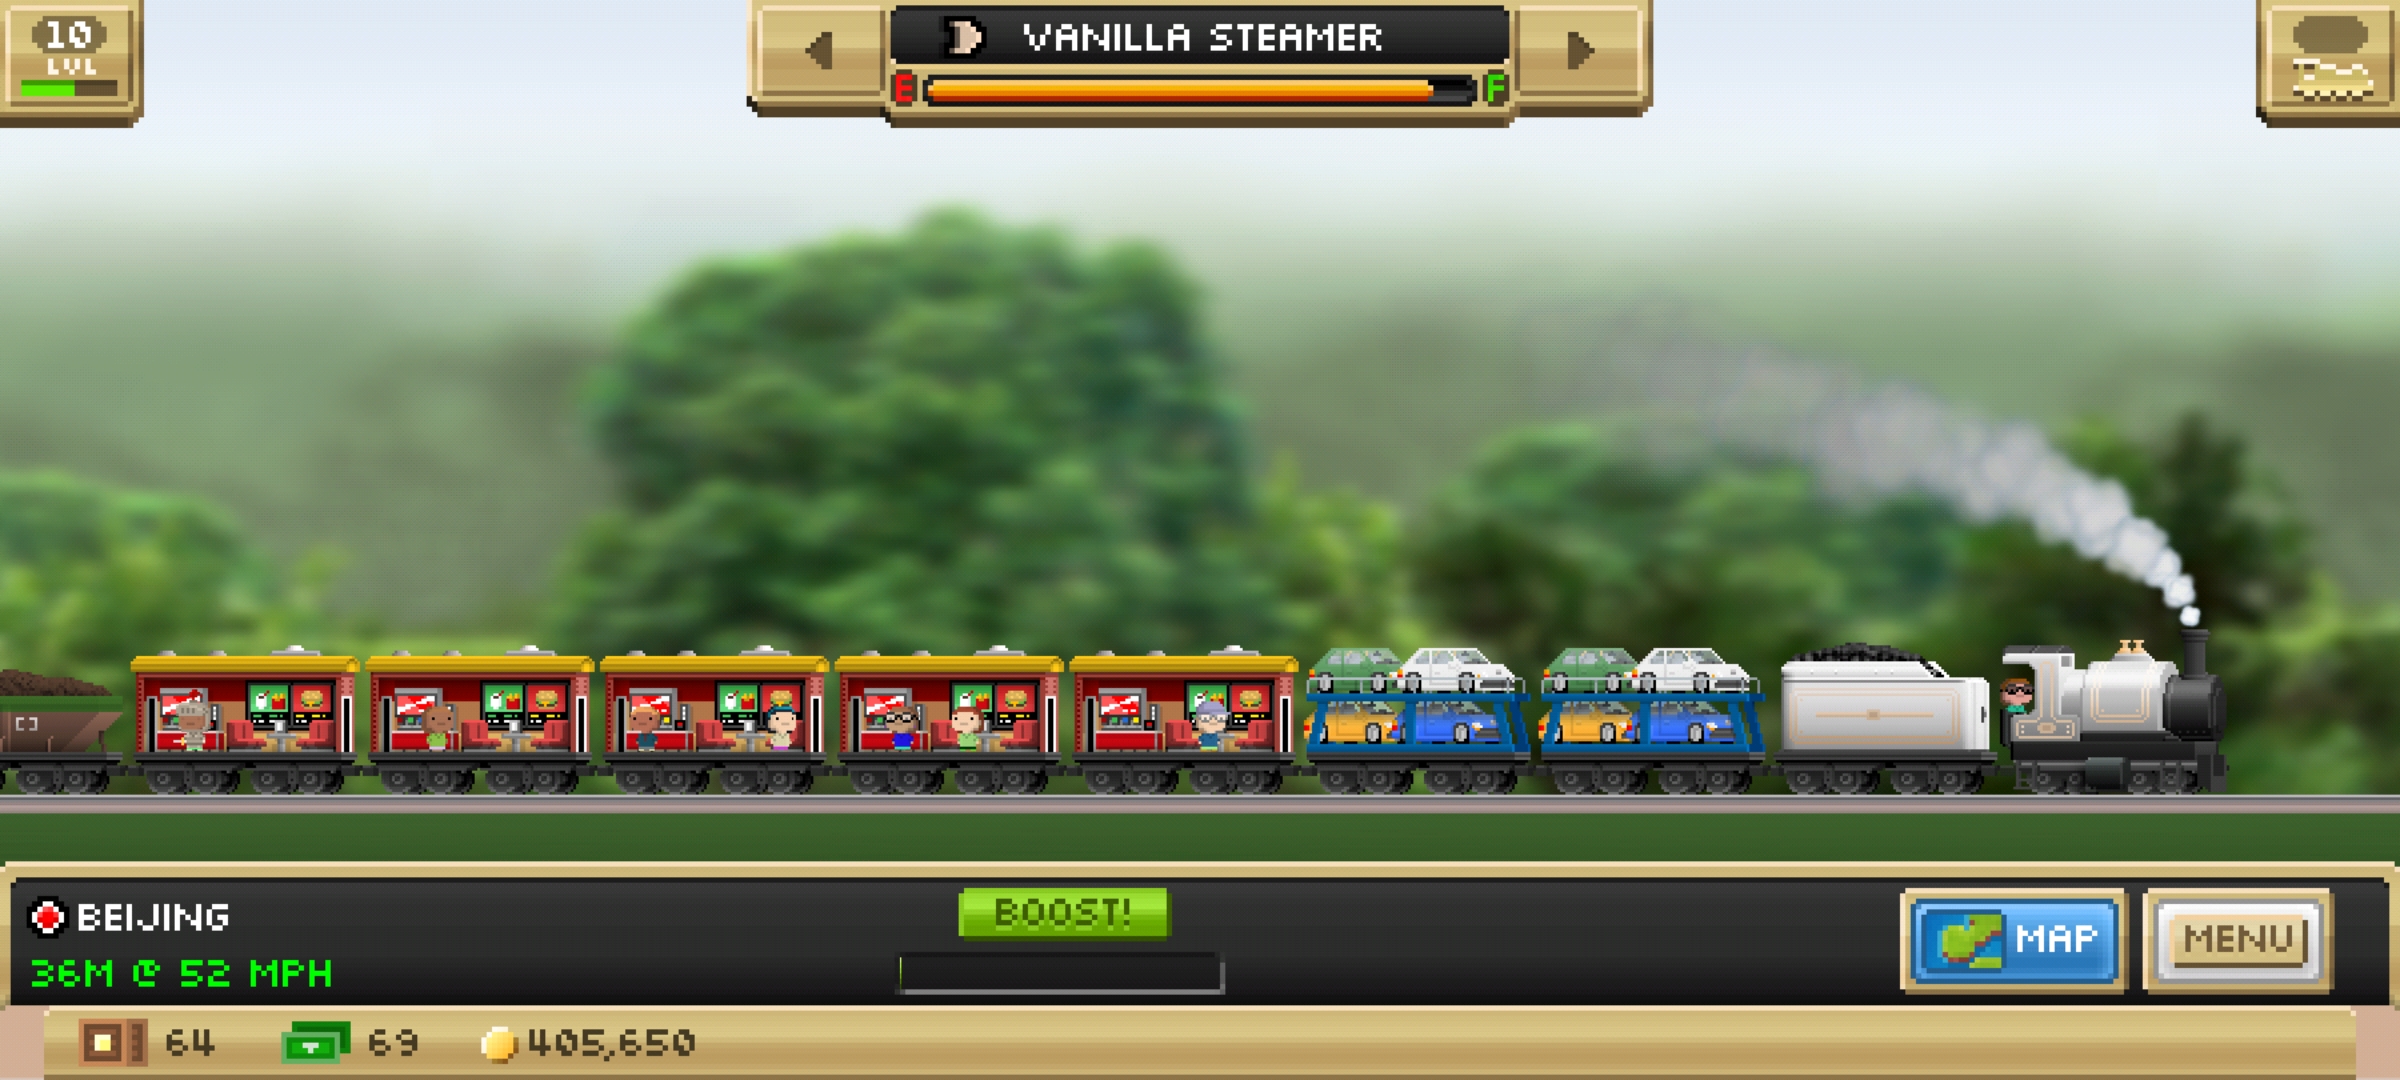 10
LVL
VANILLA STEAMER
E F
BEIJING
36M @ 52 MPH
BOOST!
MAP
MENU
64
69
405,650